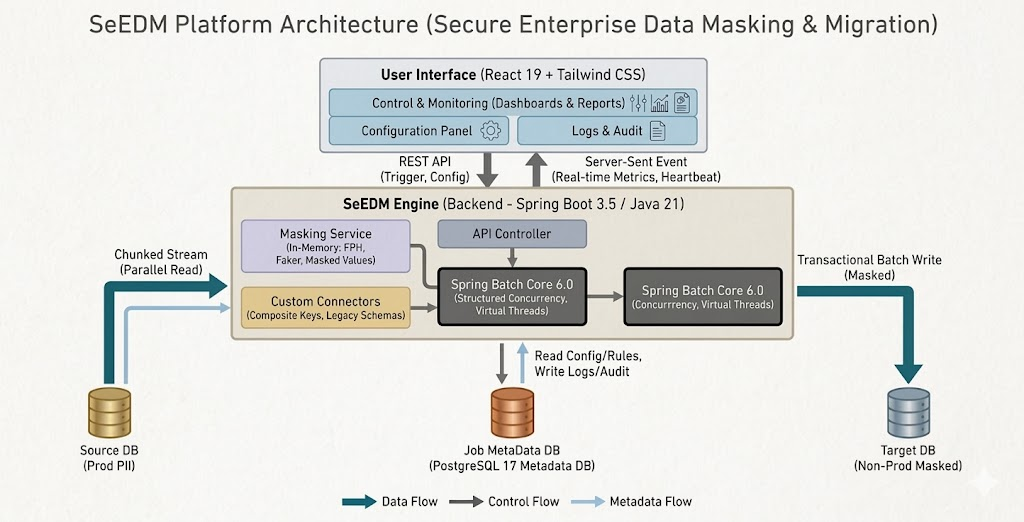 SeEDM Platform Architecture (Secure Enterprise Data Masking & Migration)
User Interface (React 19 + Tailwind CSS)
Control & Monitoring (Dashboards & Reports)
Configuration Panel
Logs & Audit
REST API
(Trigger, Config)
Server-Sent Event
(Real-time Metrics, Heartbeat)
SeEDM Engine (Backend - Spring Boot 3.5 / Java 21)
Masking Service
(In-Memory: FPH,
Faker, Masked Values)
API Controller
Custom Connectors
(Composite Keys, Legacy Schemas)
Spring Batch Core 6.0
(Structured Concurrency,
Virtual Threads)
Spring Batch Core 6.0
(Concurrrency, Virtual Threads)
Chunked Stream
(Parallel Read)
Transactional Batch Write
(Masked)
Read Config/Rules,
Write Logs/Audit
Source DB
(Prod PII)
Job MetaData DB
(PostgreSQL 17 Metadata DB)
Target DB
(Non-Prod Masked)
Data Flow
Control Flow
Metadata Flow